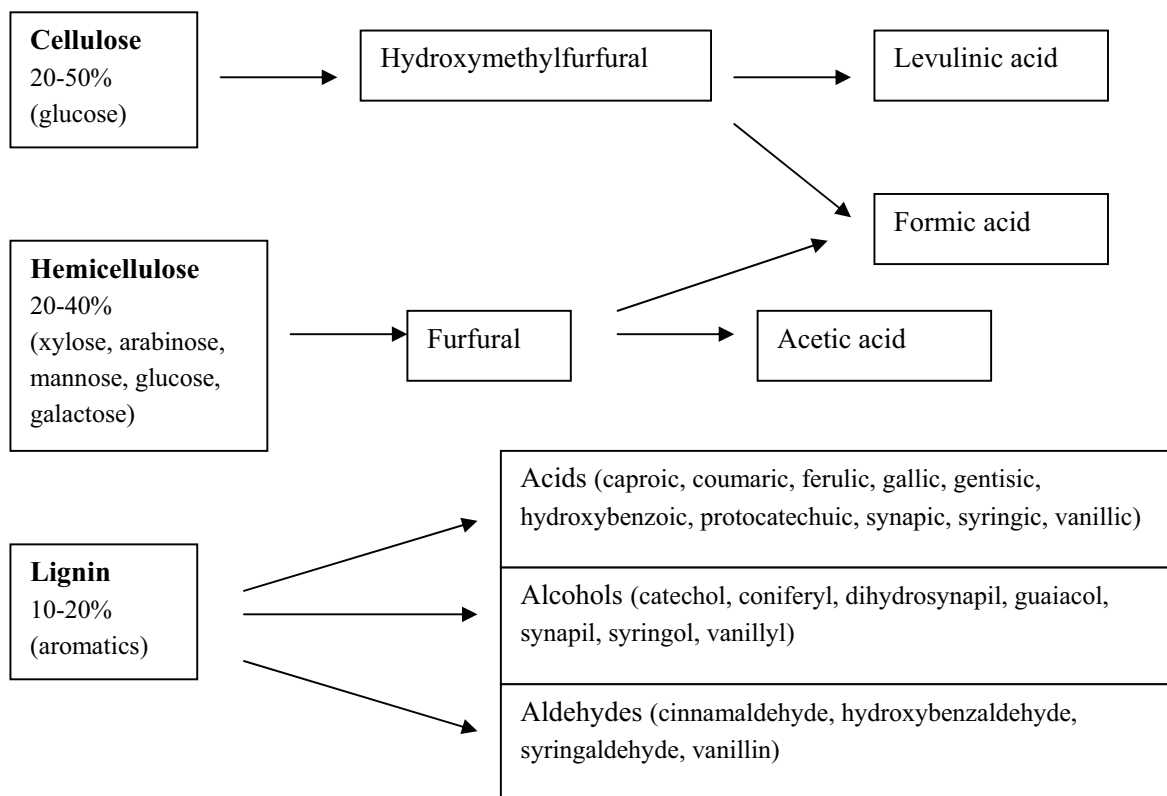 Cellulose
20-50%
(glucose)
Hydroxymethylfurfural
Levulinic acid
Formic acid
Hemicellulose
20-40%
(xylose, arabinose,
mannose, glucose,
galactose)
Furfural
Acetic acid
Lignin
10-20%
(aromatics)
Acids (caproic, coumaric, ferulic, gallic, gentisic,
hydroxybenzoic, protocatechuic, synapic, syringic, vanillic)
Alcohols (catechol, coniferyl, dihydrosynapil, guaiacol,
synapil, syringol, vanillyl)
Aldehydes (cinnamaldehyde, hydroxybenzaldehyde,
syringaldehyde, vanillin)